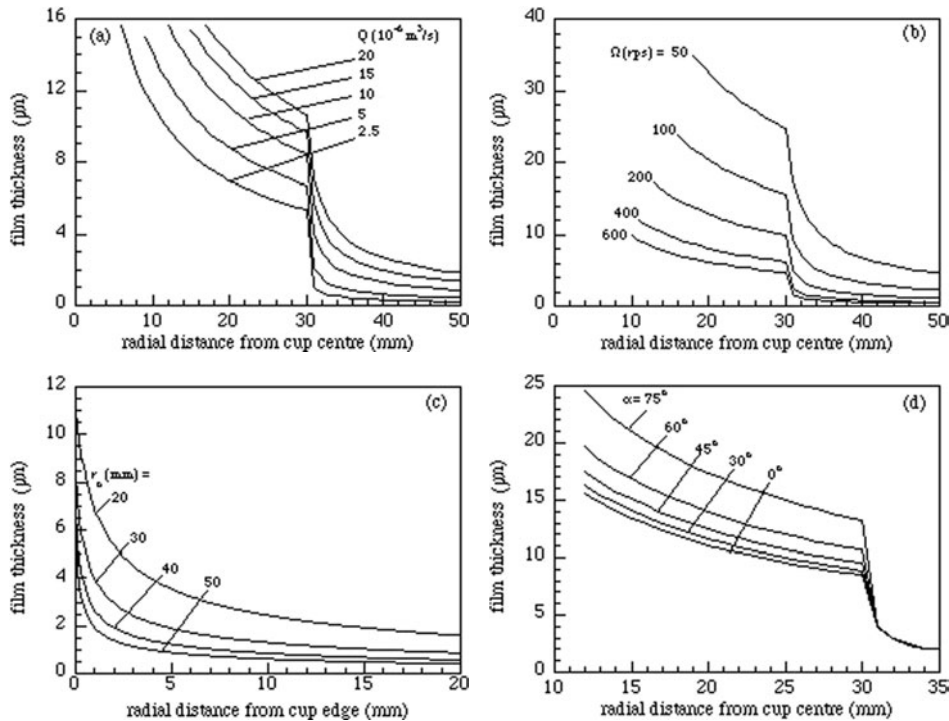 (a)
Q (10⁻⁶ m³/s)
20
15
10
5
2.5
16
12
8
4
0
0 10 20 30 40 50
film thickness (μm)
radial distance from cup centre (mm)
(b)
Ω(rps) = 50
100
200
400
600
40
30
20
10
0
0 10 20 30 40 50
film thickness (μm)
radial distance from cup centre (mm)
(c)
r₀ (mm) =
20
30
40
50
12
10
8
6
4
2
0
0 5 10 15 20
film thickness (μm)
radial distance from cup edge (mm)
(d)
α= 75°
60°
45°
30°
0°
25
20
15
10
5
0
10 15 20 25 30 35
film thickness (μm)
radial distance from cup centre (mm)